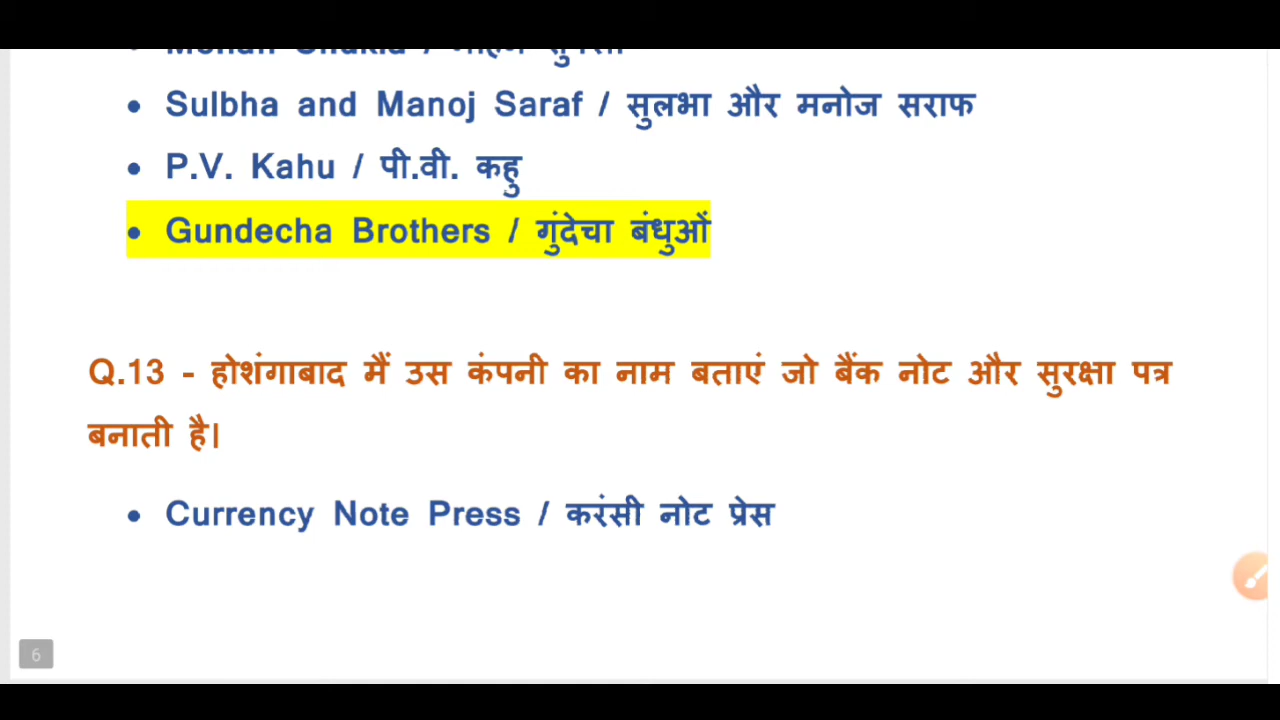 • Sulbha and Manoj Saraf / सुलभा और मनोज सराफ
• P.V. Kahu / पी.वी. कहु
• Gundecha Brothers / गुंदेचा बंधुओं
Q.13 - होशंगाबाद मैं उस कंपनी का नाम बताएं जो बैंक नोट और सुरक्षा पत्र
बनाती है।
• Currency Note Press / करंसी नोट प्रेस
6